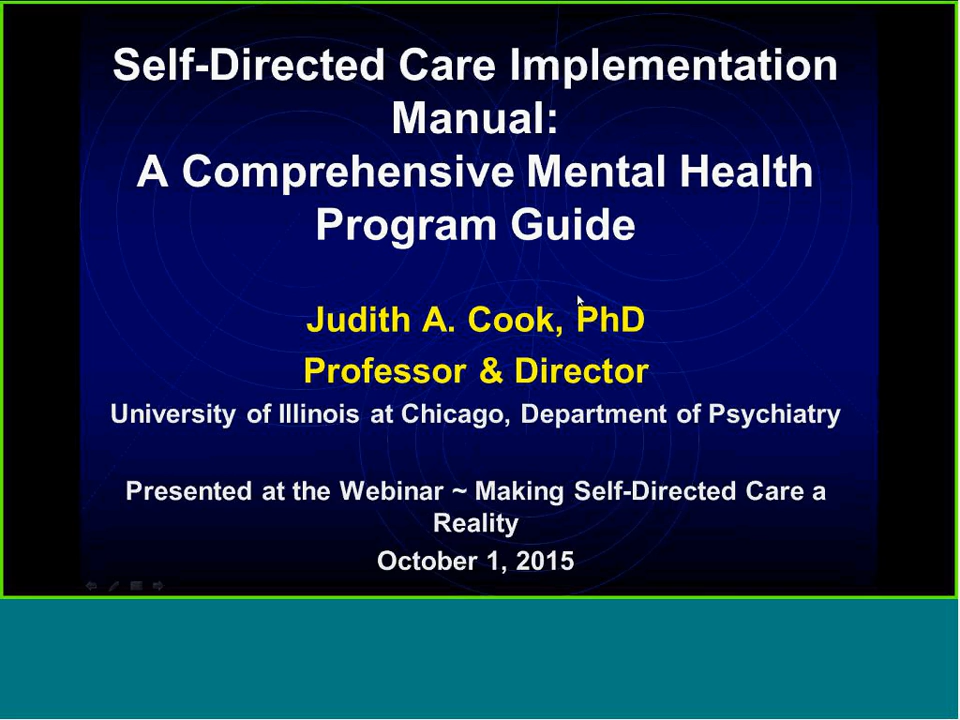 Self-Directed Care Implementation
Manual:
A Comprehensive Mental Health
Program Guide
Judith A. Cook, PhD
Professor & Director
University of Illinois at Chicago, Department of Psychiatry
Presented at the Webinar ~ Making Self-Directed Care a
Reality
October 1, 2015